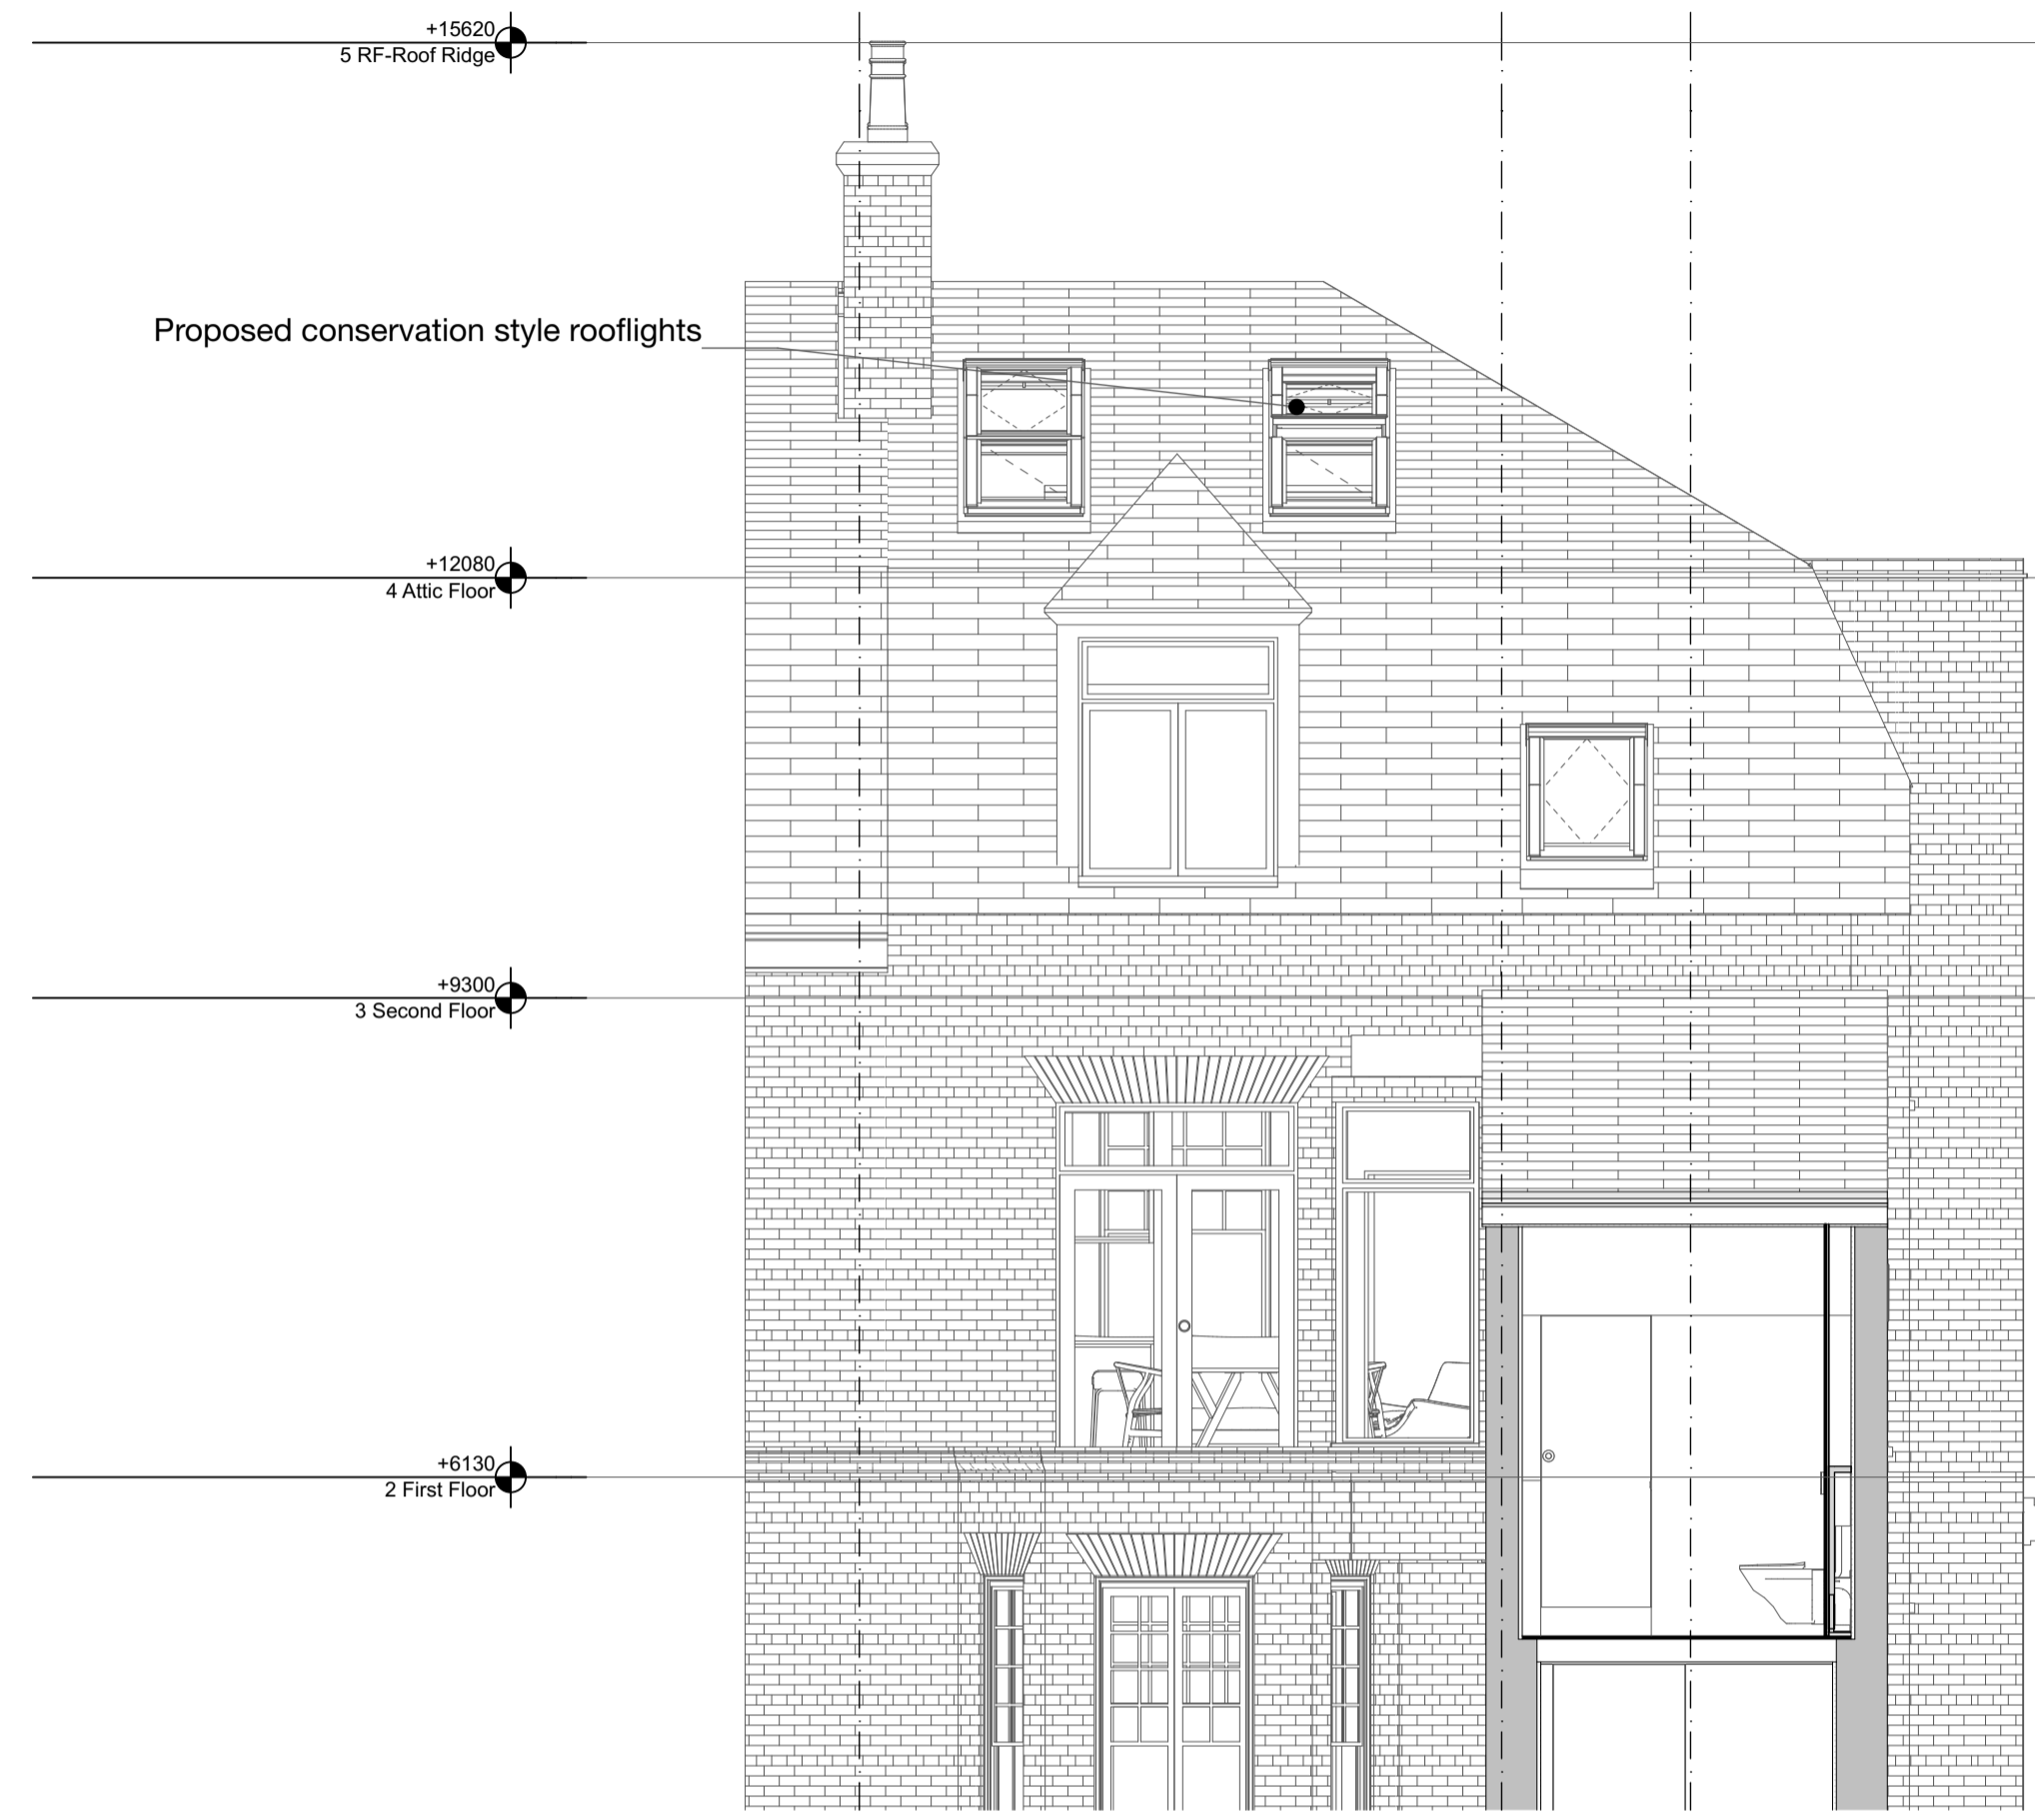 +15620
5 RF-Roof Ridge
Proposed conservation style rooflights
+12080
4 Attic Floor
+9300
3 Second Floor
+6130
2 First Floor